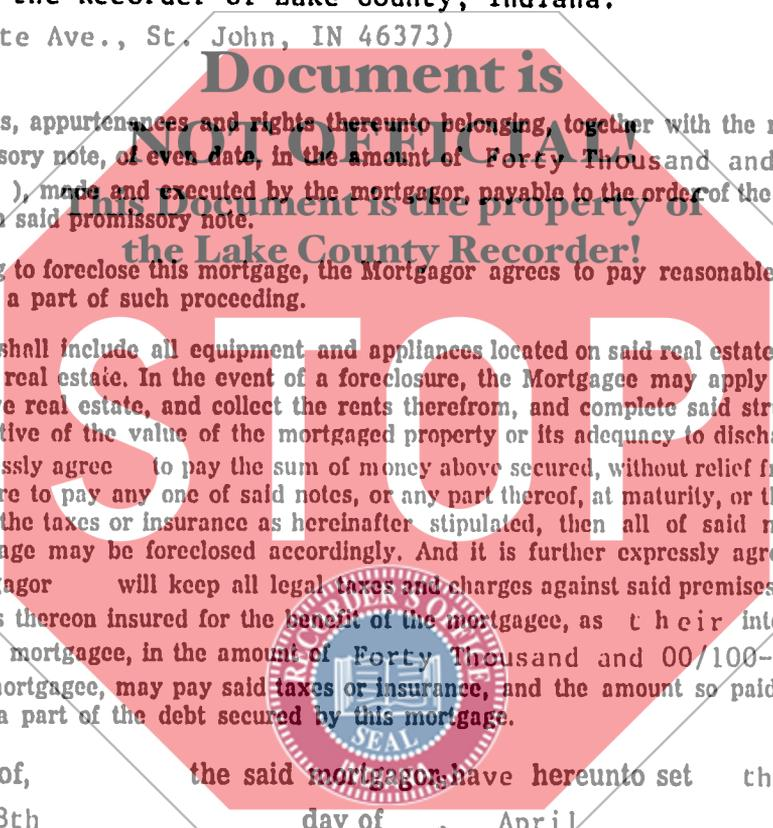 the Recorder of Lake County, Indiana.
te Ave., St. John, IN 46373)
Document is
s, appurtenances and rights thereunto belonging, together with the
NOT OFFICIAL!
sory note, of even date, in the amount of Forty Thousand and
), made and executed by the mortgagor, payable to the order of the
This Document is the property of
said promissory note.
the Lake County Recorder!
to foreclose this mortgage, the Mortgagor agrees to pay reasonable
a part of such proceeding.
STOP
shall include all equipment and appliances located on said real estate
real estate. In the event of a foreclosure, the Mortgagee may apply
e real estate, and collect the rents therefrom, and complete said str
tive of the value of the mortgaged property or its adequacy to discha
ssly agree to pay the sum of money above secured, without relief f
re to pay any one of said notes, or any part thereof, at maturity, or t
the taxes or insurance as hereinafter stipulated, then all of said
age may be foreclosed accordingly. And it is further expressly agr
gagor will keep all legal taxes and charges against said premises
RECORDER'S OFFICE
s thereon insured for the benefit of the mortgagee, as their int
mortgagee, in the amount of Forty Thousand and 00/100-
mortgagee, may pay said taxes or insurance, and the amount so paid
a part of the debt secured by this mortgage.
SEAL
INDIANA
of, the said mortgagor, have hereunto set th
8th day of , April